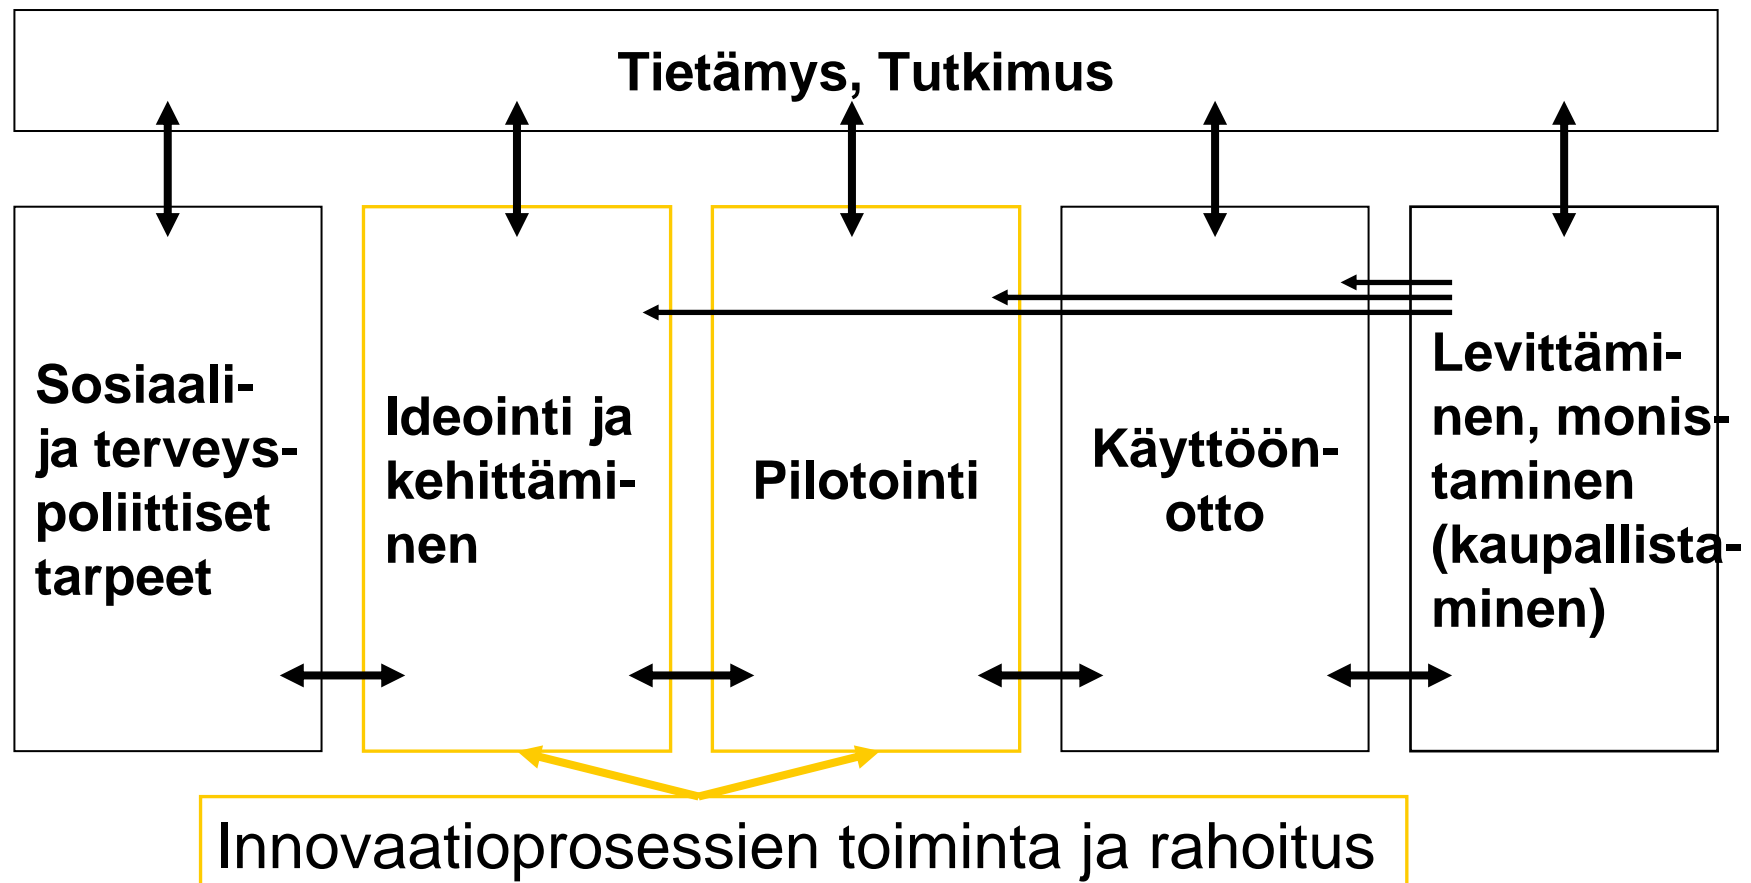 Tietämys, Tutkimus
Sosiaali-
ja terveys-
poliittiset
tarpeet
Ideointi ja
kehittämi-
nen
Pilotointi
Käyttöön-
otto
Levittämi-
nen, monis-
taminen
(kaupallista-
minen)
Innovaatioprosessien toiminta ja rahoitus